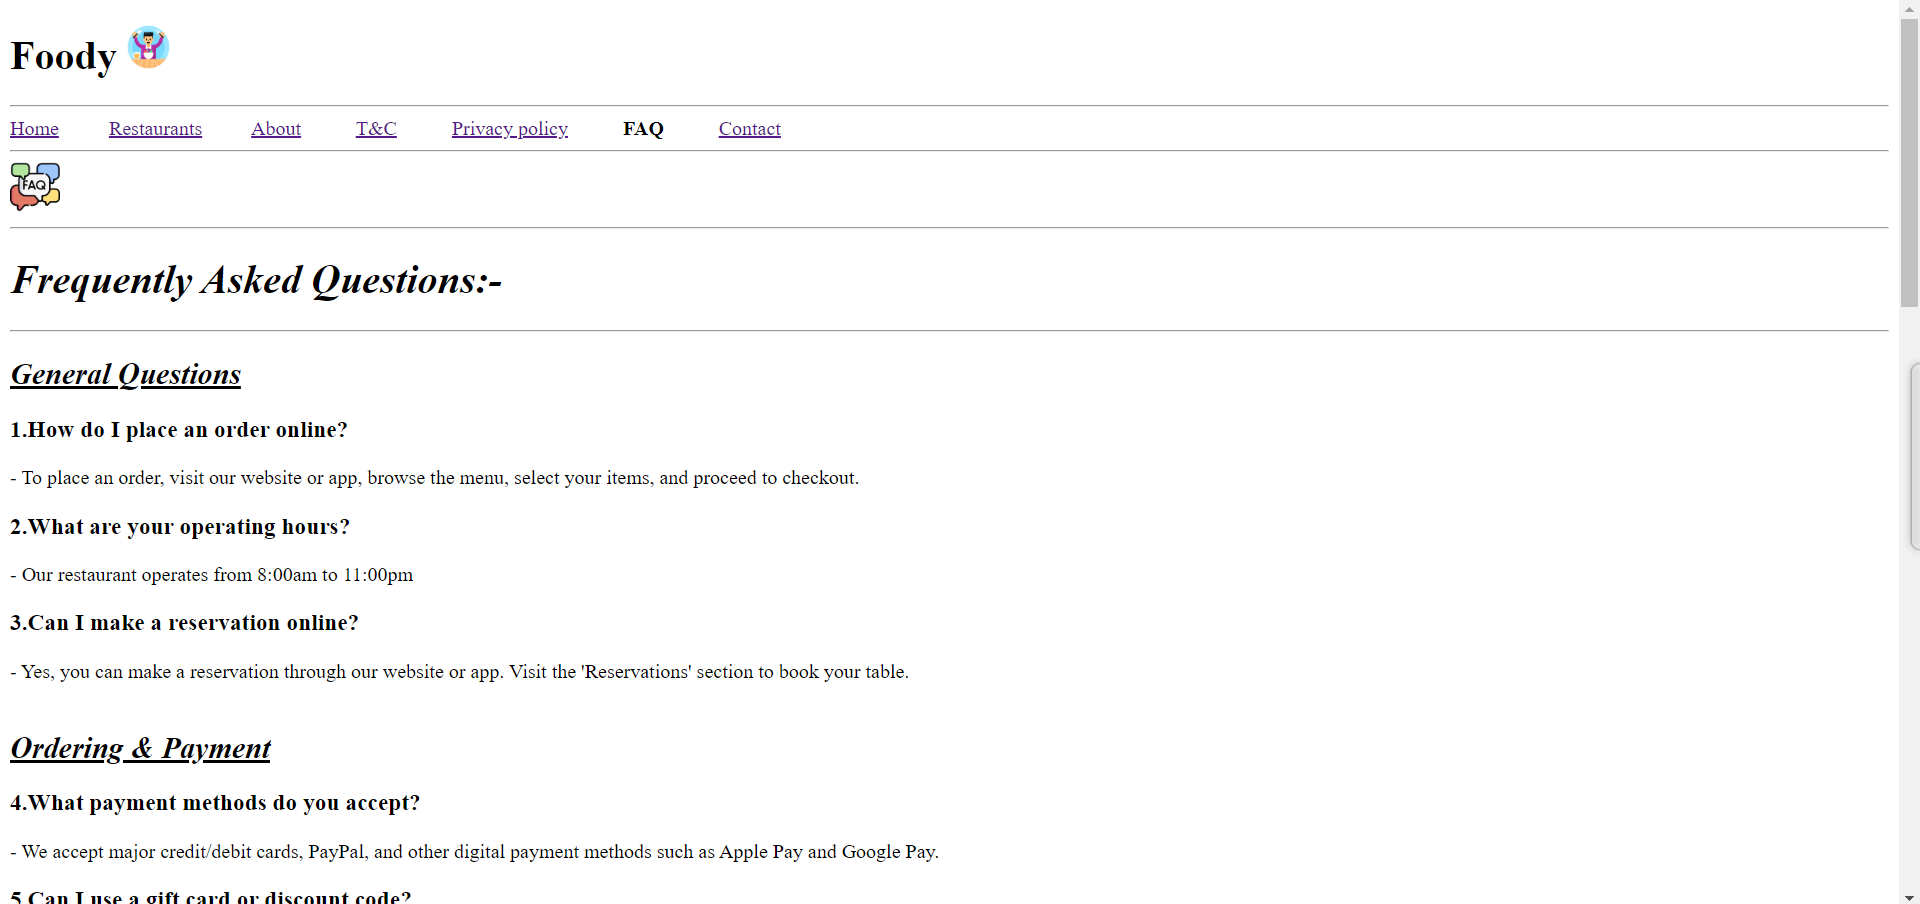 Foody
Home Restaurants About T&C Privacy policy FAQ Contact
FAQ
Frequently Asked Questions:-
General Questions
1.How do I place an order online?
- To place an order, visit our website or app, browse the menu, select your items, and proceed to checkout.
2.What are your operating hours?
- Our restaurant operates from 8:00am to 11:00pm
3.Can I make a reservation online?
- Yes, you can make a reservation through our website or app. Visit the 'Reservations' section to book your table.
Ordering & Payment
4.What payment methods do you accept?
- We accept major credit/debit cards, PayPal, and other digital payment methods such as Apple Pay and Google Pay.
5.Can I use a gift card or discount code?